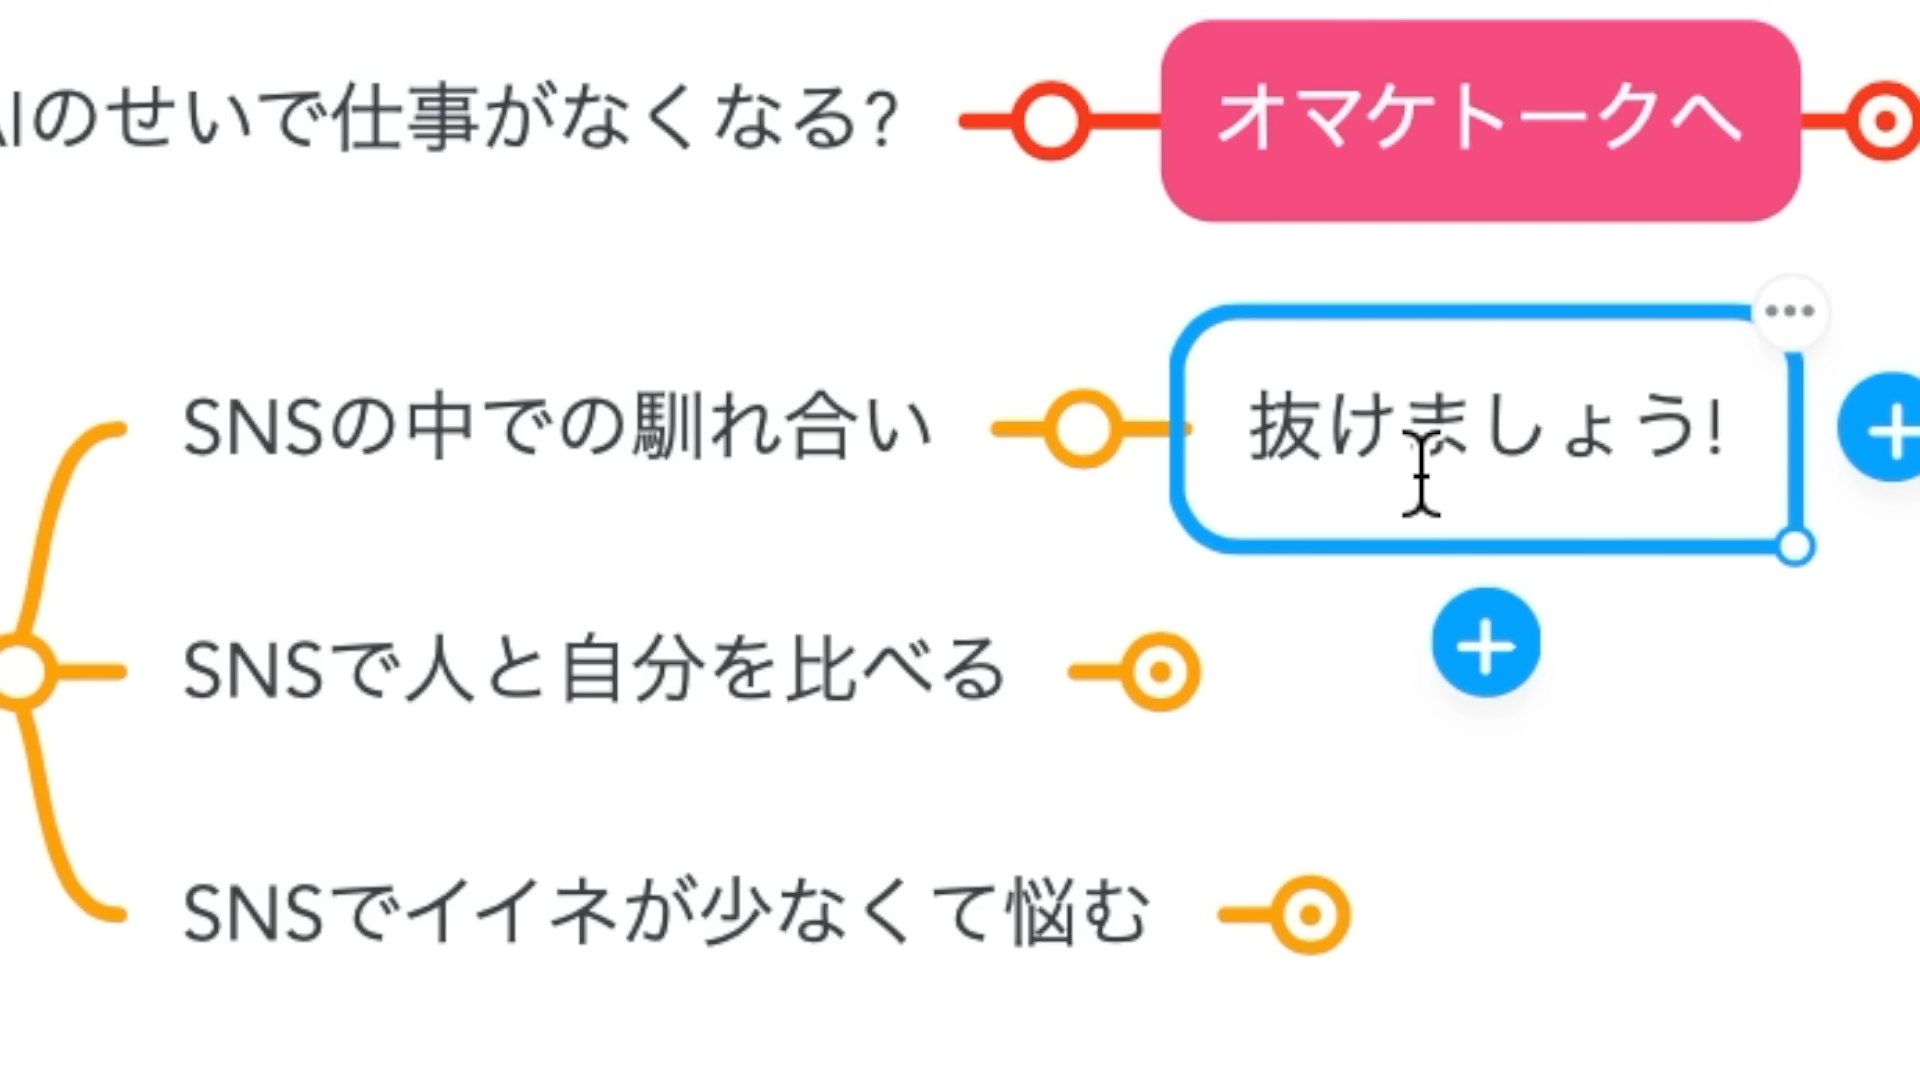 AIのせいで仕事がなくなる?
オマケトークへ
SNSの中での馴れ合い
抜けましょう!
SNSで人と自分を比べる
SNSでイイネが少なくて悩む